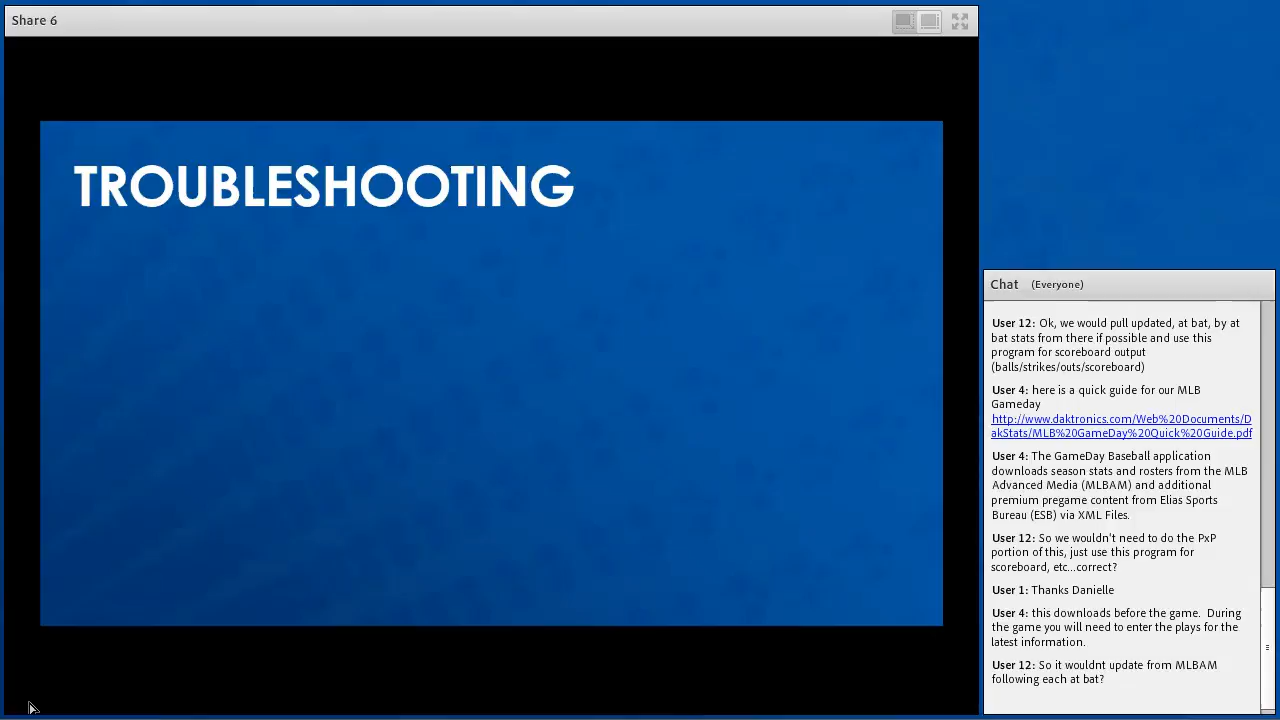 Share 6
TROUBLESHOOTING
Chat (Everyone)
User 12: Ok, we would pull updated, at bat, by at
bat stats from there if possible and use this
program for scoreboard output
(balls/strikes/outs/scoreboard)
User 4: here is a quick guide for our MLB
Gameday
http://www.daktronics.com/Web%20Documents/D
akStats/MLB%20GameDay%20Quick%20Guide.pdf
User 4: The GameDay Baseball application
downloads season stats and rosters from the MLB
Advanced Media (MLBAM) and additional
premium pregame content from Elias Sports
Bureau (ESB) via XML Files.
User 12: So we wouldn't need to do the PxP
portion of this, just use this program for
scoreboard, etc...correct?
User 1: Thanks Danielle
User 4: this downloads before the game. During
the game you will need to enter the plays for the
latest information.
User 12: So it wouldnt update from MLBAM
following each at bat?